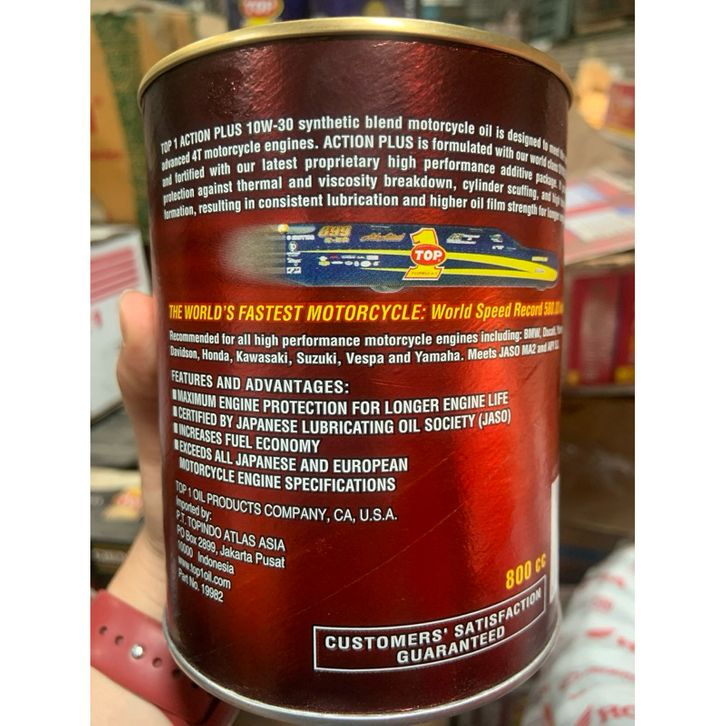 TOP 1 ACTION PLUS 10W-30 synthetic blend motorcycle oil is designed to meet
advanced 4T motorcycle engines. ACTION PLUS is formulated with our world class
and fortified with our latest proprietary high performance additive package.
protection against thermal and viscosity breakdown, cylinder scuffing, and
formation, resulting in consistent lubrication and higher oil film strength for longer
1
TOP
THE WORLD'S FASTEST MOTORCYCLE: World Speed Record
Recommended for all high performance motorcycle engines including: BMW, Ducati,
Davidson, Honda, Kawasaki, Suzuki, Vespa and Yamaha. Meets JASO MA2 and API
FEATURES AND ADVANTAGES:
■MAXIMUM ENGINE PROTECTION FOR LONGER ENGINE LIFE
■CERTIFIED BY JAPANESE LUBRICATING OIL SOCIETY (JASO)
■INCREASES FUEL ECONOMY
■EXCEEDS ALL JAPANESE AND EUROPEAN
MOTORCYCLE ENGINE SPECIFICATIONS
TOP 1 OIL PRODUCTS COMPANY, CA, U.S.A.
Imported by:
P.T. TOPINDO ATLAS ASIA
PO Box 2899, Jakarta Pusat
10000 Indonesia
www.top1oil.com
Part No. 19982
800 cc
CUSTOMERS' SATISFACTION
GUARANTEED